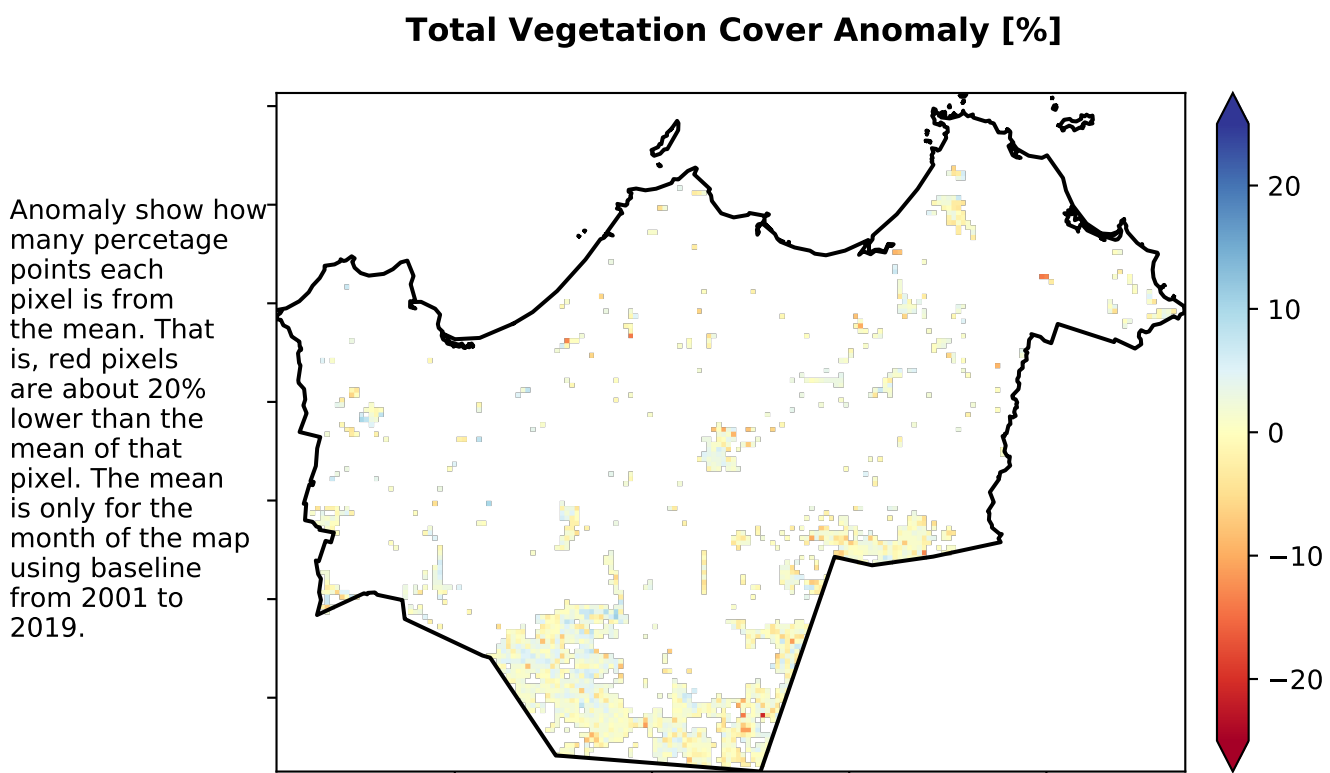 Total Vegetation Cover Anomaly [%]
Anomaly show how
many percetage
points each
pixel is from
the mean. That
is, red pixels
are about 20%
lower than the
mean of that
pixel. The mean
is only for the
month of the map
using baseline
from 2001 to
2019.
20
10
0
−10
−20